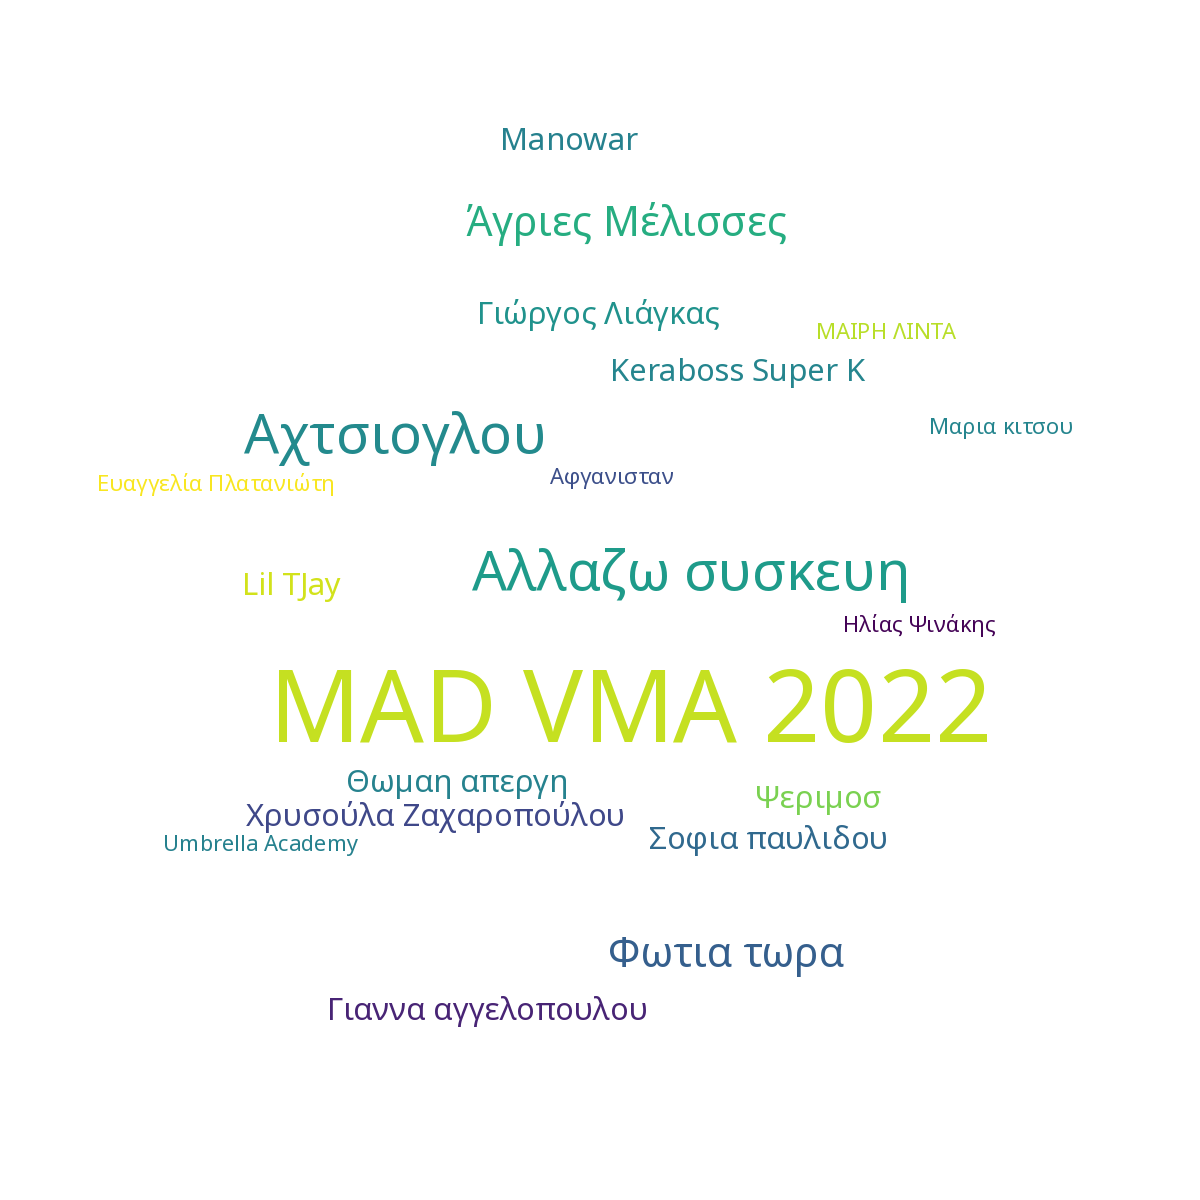 Manowar
Άγριες Μέλισσες
Γιώργος Λιάγκας
ΜΑΙΡΗ ΛΙΝΤΑ
Keraboss Super K
Αχτσιογλου
Μαρια κιτσου
Ευαγγελία Πλατανιώτη
Αφγανισταν
Lil TJay
Αλλαζω συσκευη
Ηλίας Ψινάκης
MAD VMA 2022
Θωμαη απεργη
Ψεριμοσ
Χρυσούλα Ζαχαροπούλου
Σοφια παυλιδου
Umbrella Academy
Φωτια τωρα
Γιαννα αγγελοπουλου